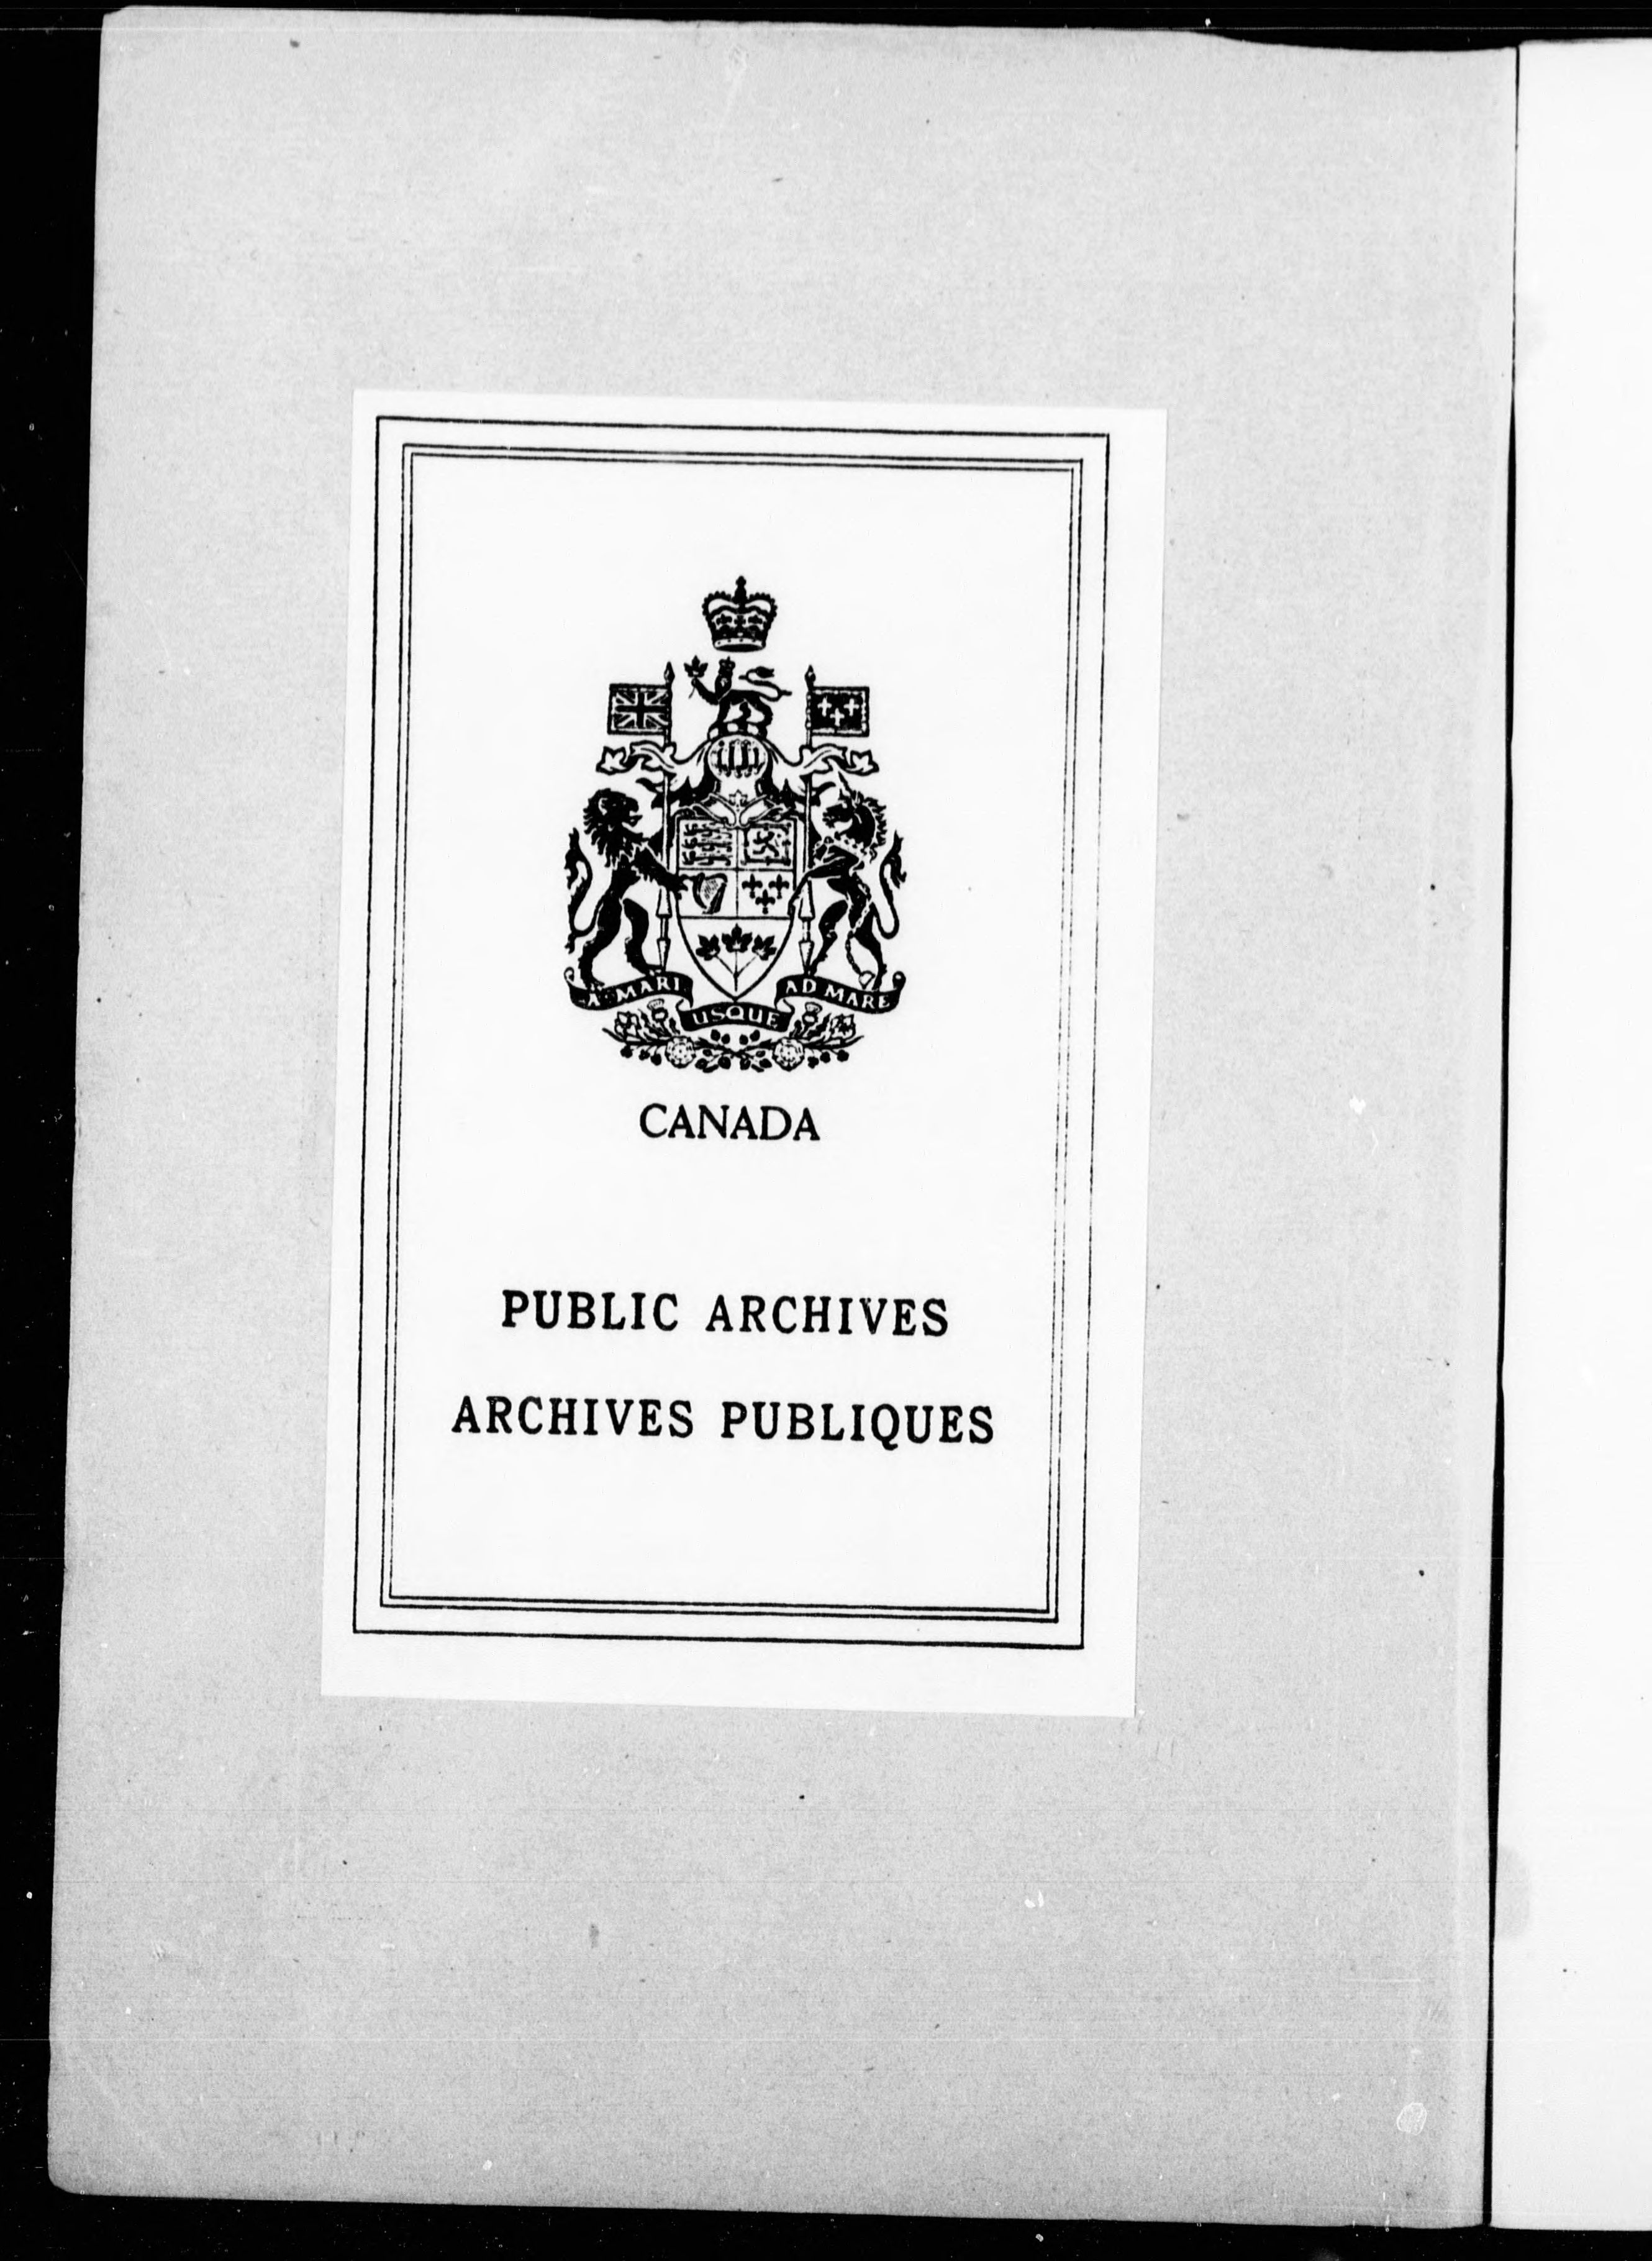 A MARI USQUE AD MARE
CANADA
PUBLIC ARCHIVES
ARCHIVES PUBLIQUES